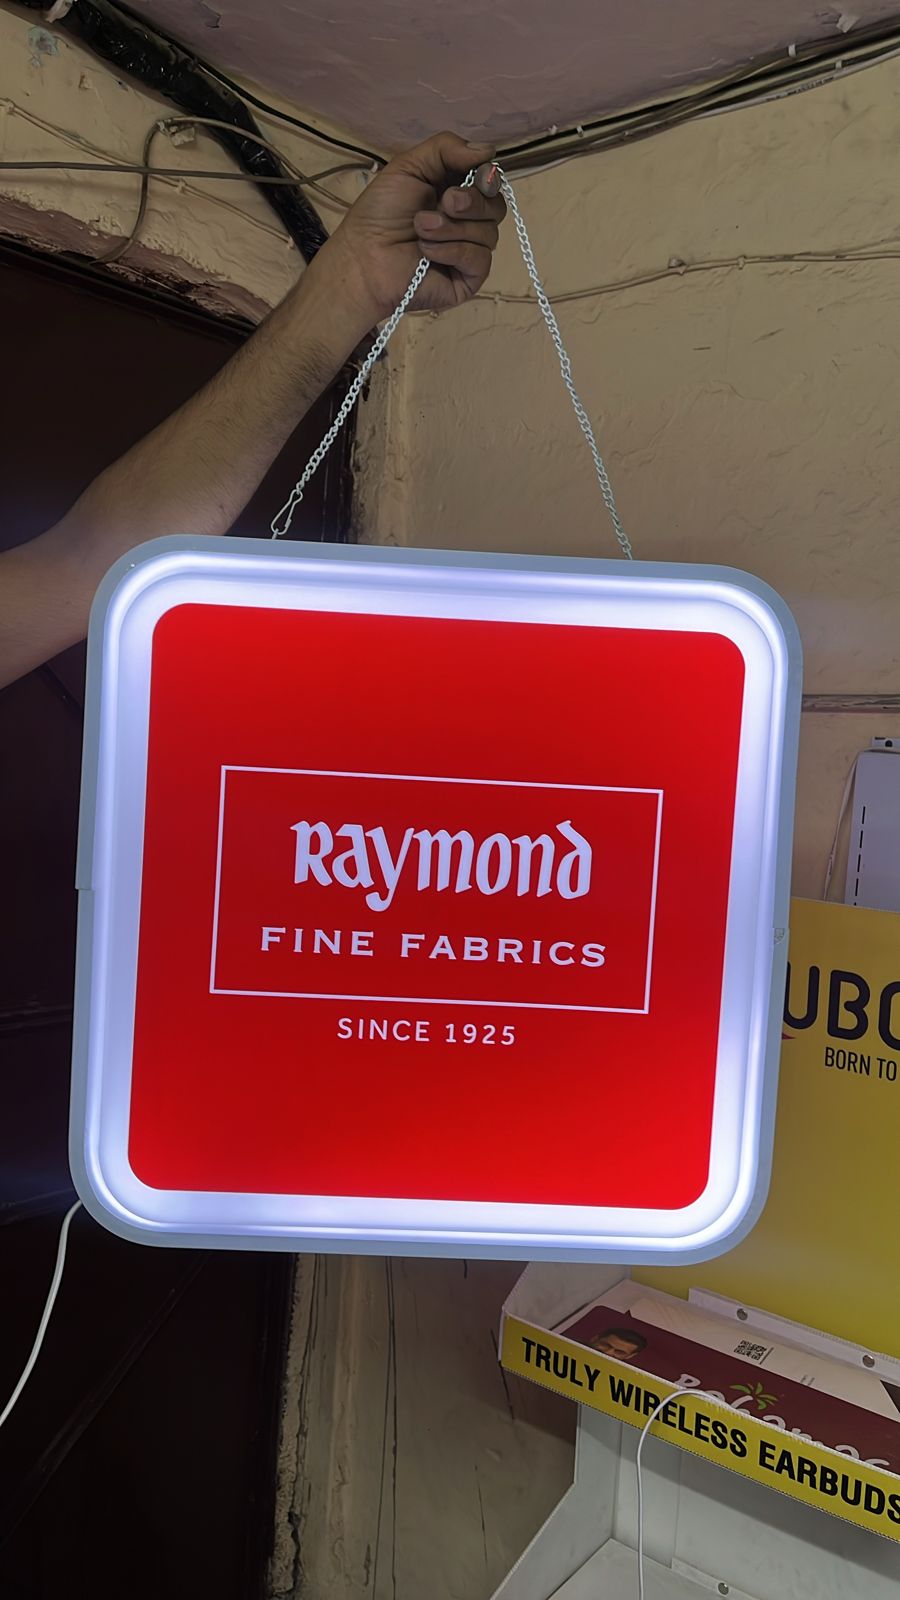 Raymond
FINE FABRICS
SINCE 1925
UBO
BORN TO
TRULY WIRELESS EARBUDS